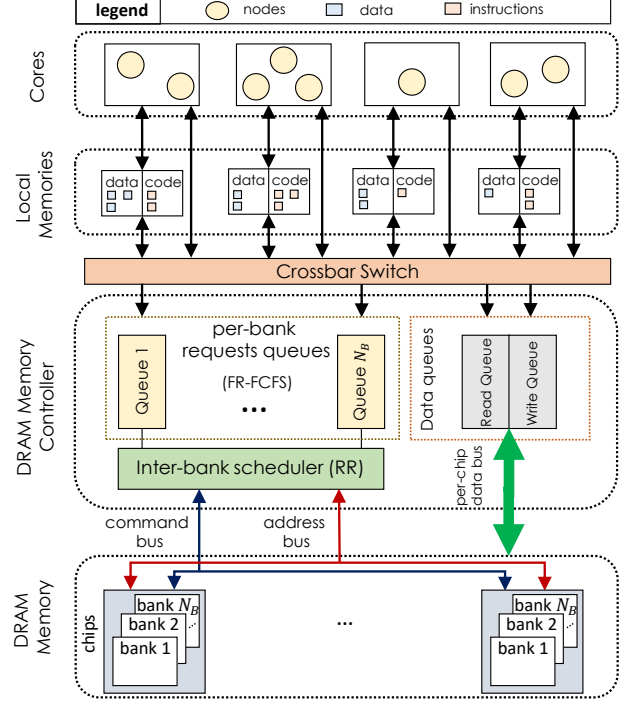 legend
nodes
data
instructions
Cores
Local
Memories
data
code
data
code
data
code
data
code
Crossbar Switch
DRAM Memory
Controller
per-bank
requests queues
(FR-FCFS)
Queue 1
...
Queue N_B
Data queues
Read Queue
Write Queue
Inter-bank scheduler (RR)
command
bus
address
bus
per-chip
data bus
DRAM
Memory
chips
bank N_B
bank 2
...
bank 1
...
bank N_B
bank 2
...
bank 1